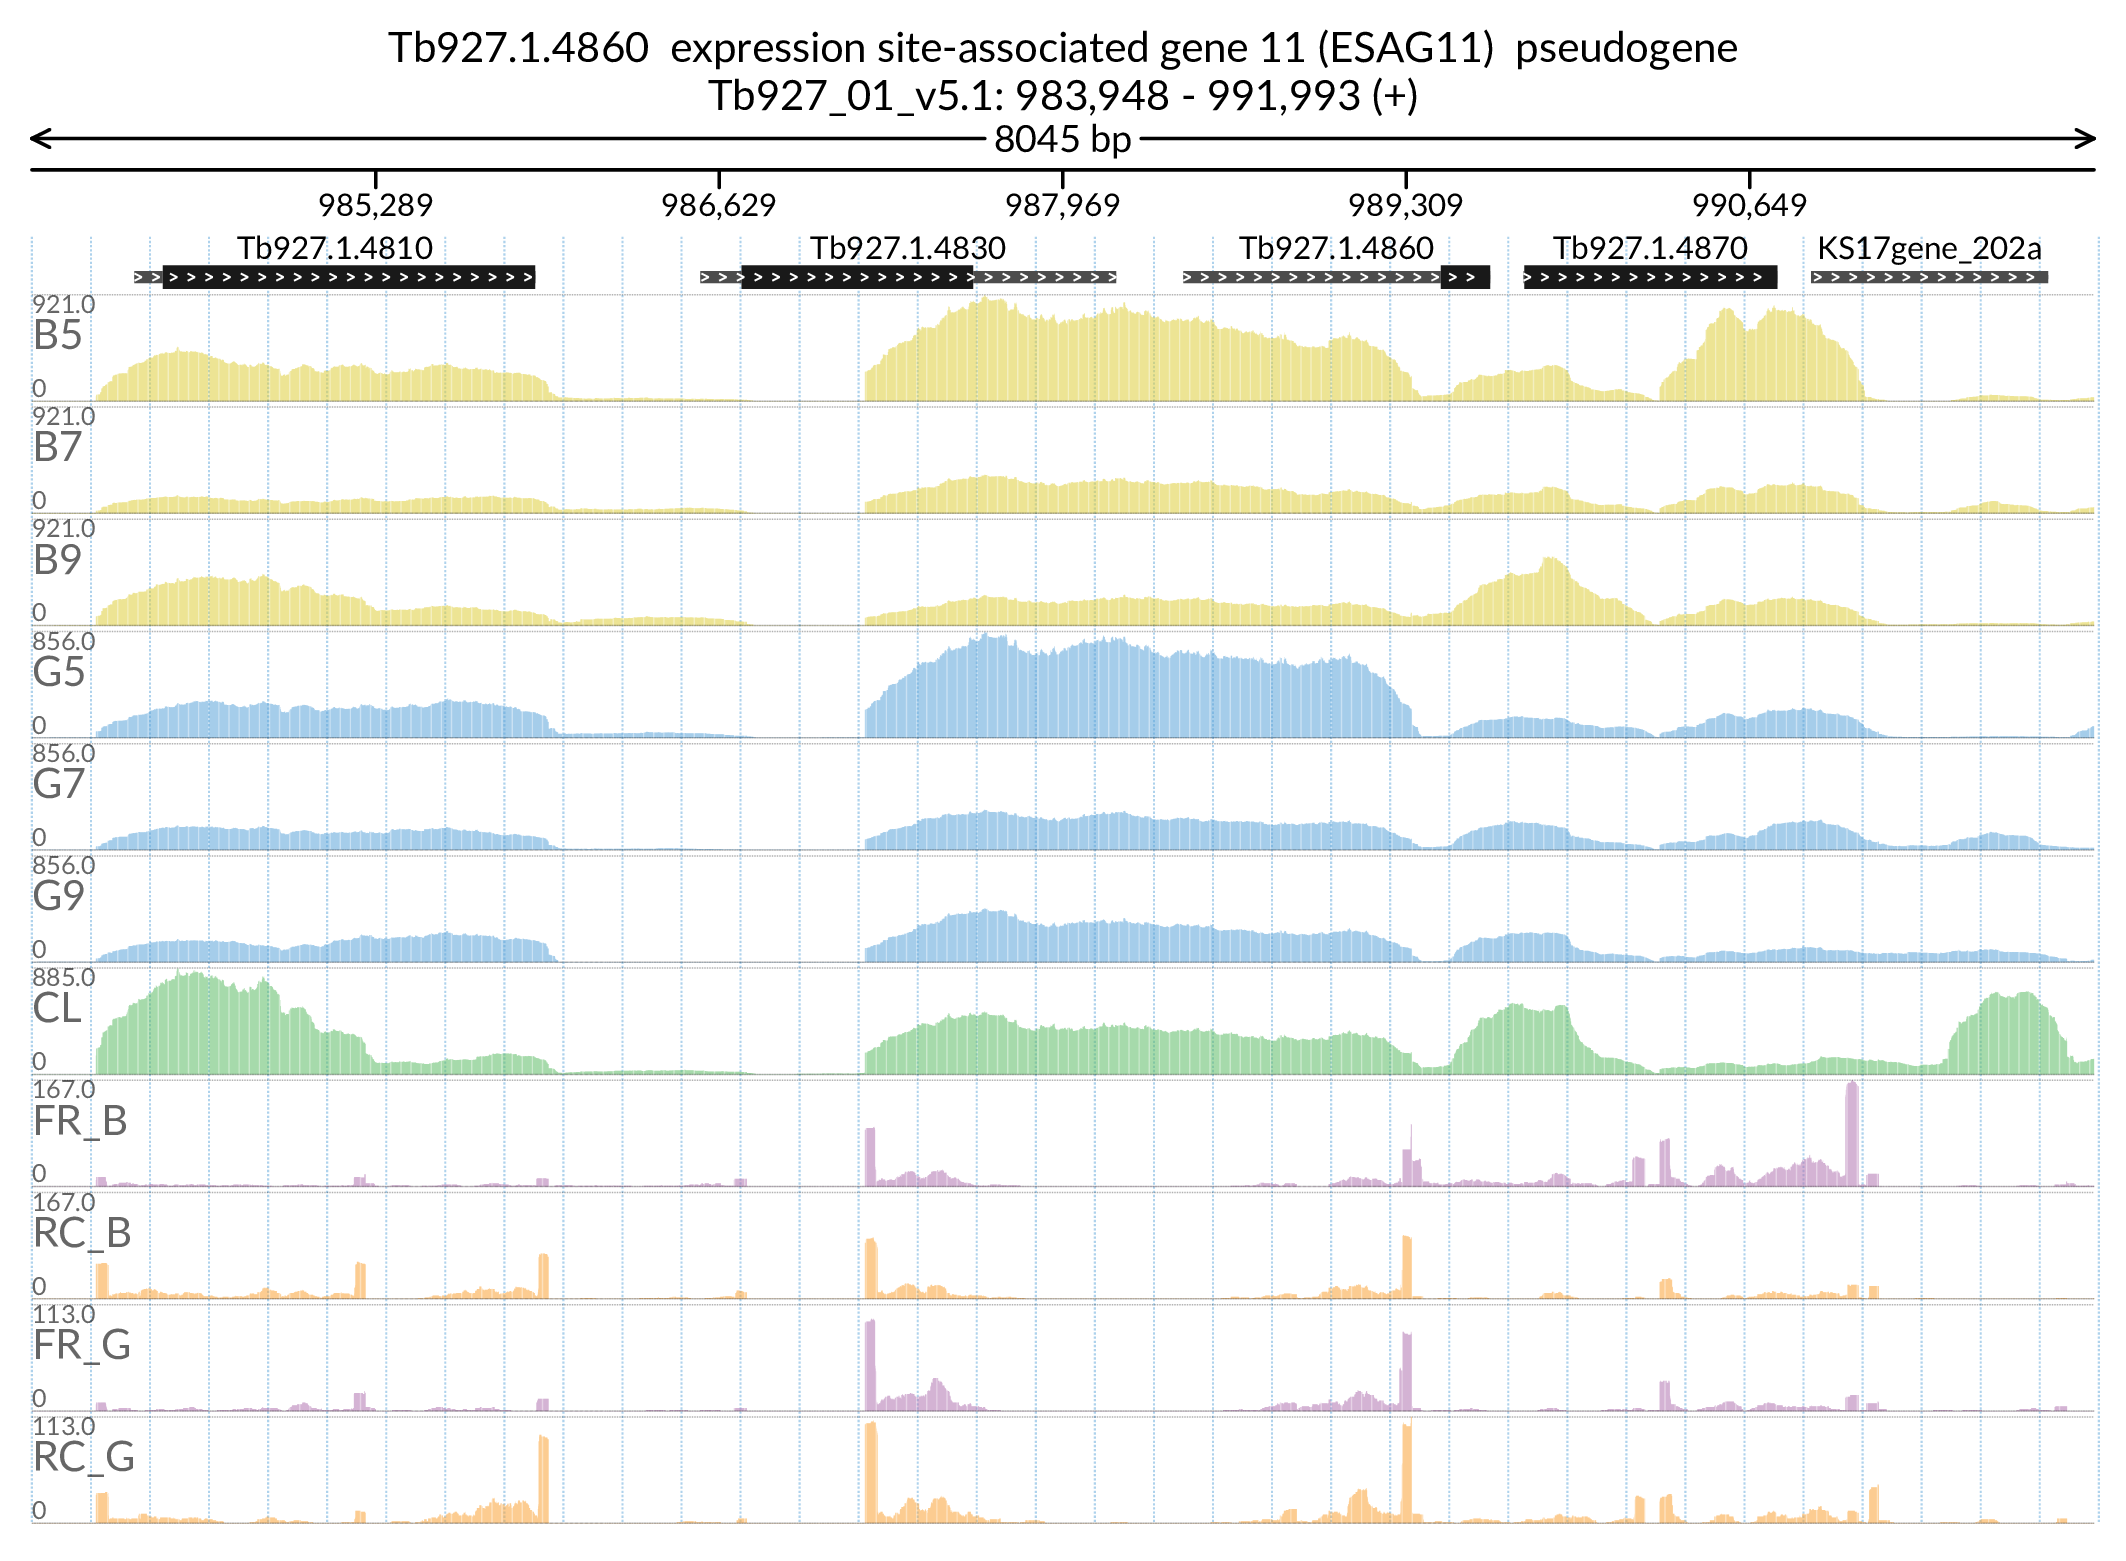 Tb927.1.4860 expression site-associated gene 11 (ESAG11) pseudogene
Tb927_01_v5.1: 983,948 - 991,993 (+)
8045 bp
985,289 986,629 987,969 989,309 990,649
Tb927.1.4810 Tb927.1.4830 Tb927.1.4860 Tb927.1.4870 KS17gene_202a
921.0
B5
0
921.0
B7
0
921.0
B9
0
856.0
G5
0
856.0
G7
0
856.0
G9
0
885.0
CL
0
167.0
FR_B
0
167.0
RC_B
0
113.0
FR_G
0
113.0
RC_G
0